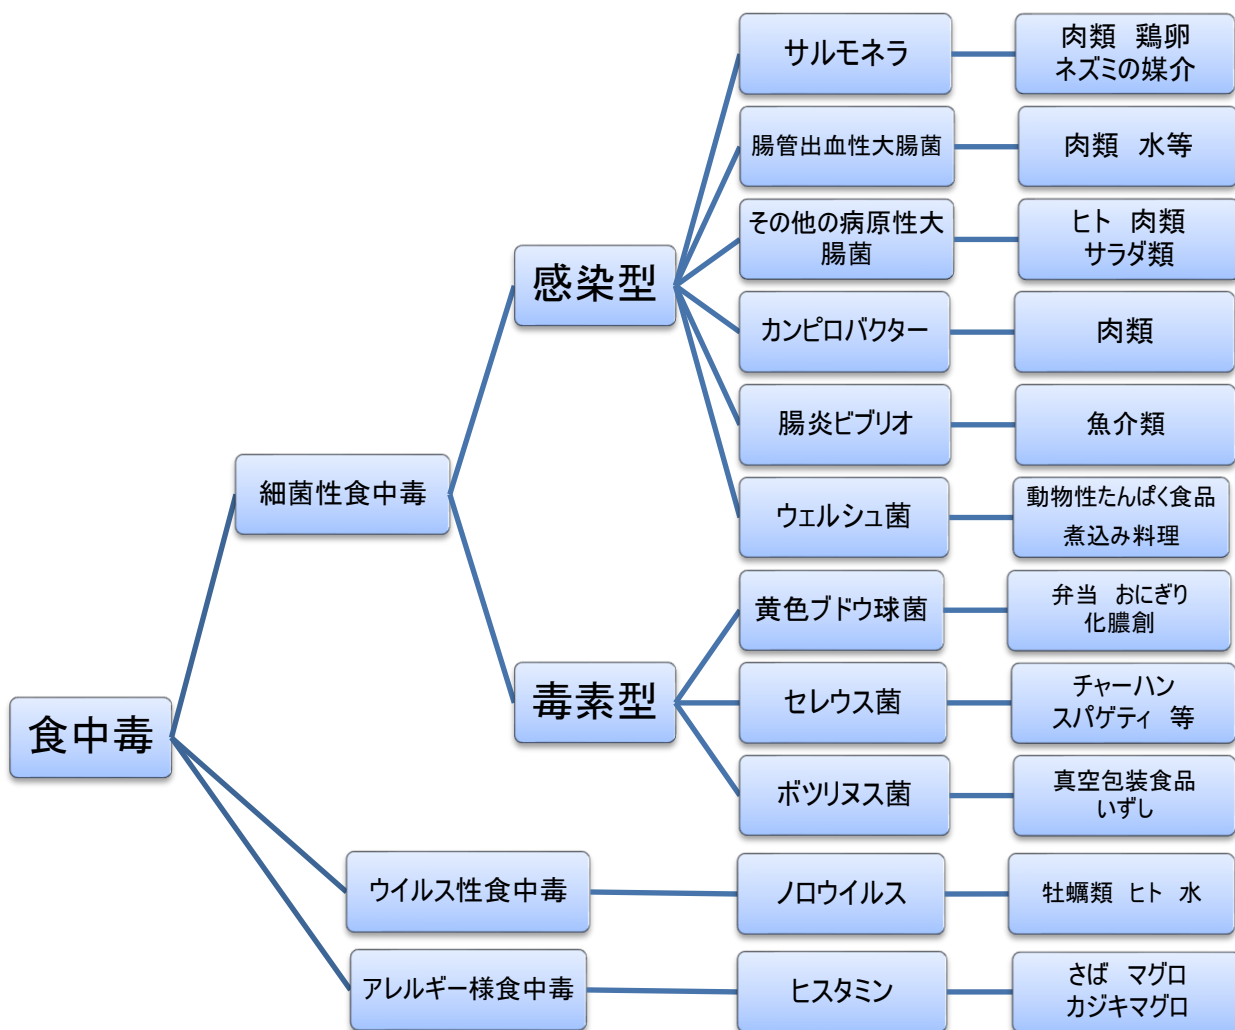 サルモネラ
肉類　鶏卵
ネズミの媒介
腸管出血性大腸菌
肉類　水等
その他の病原性大
腸菌
ヒト　肉類
サラダ類
感染型
カンピロバクター
肉類
腸炎ビブリオ
魚介類
細菌性食中毒
ウェルシュ菌
動物性たんぱく食品
煮込み料理
黄色ブドウ球菌
弁当　おにぎり
化膿創
毒素型
セレウス菌
チャーハン
スパゲティ　等
食中毒
ボツリヌス菌
真空包装食品
いずし
ウイルス性食中毒
ノロウイルス
牡蠣類　ヒト　水
アレルギー様食中毒
ヒスタミン
さば　マグロ
カジキマグロ